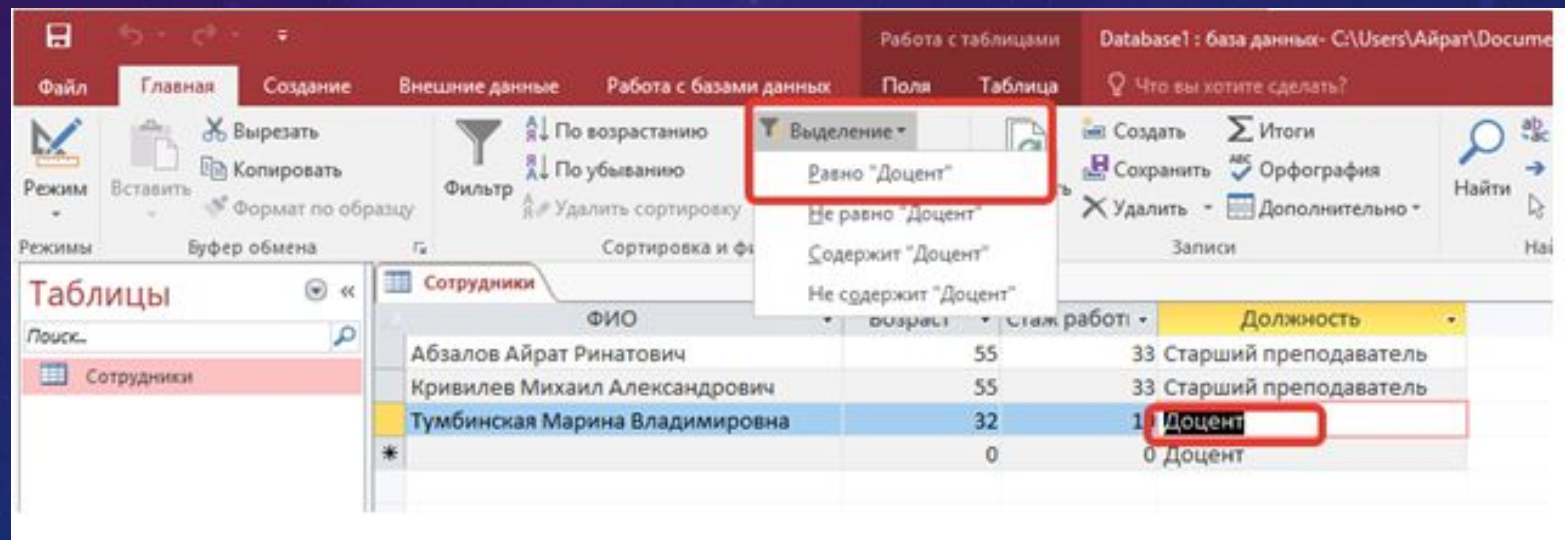 Работа с таблицами Database1 : база данных- C:\Users\Айрат\Docume
Файл Главная Создание Внешние данные Работа с базами данных Поля Таблица Что вы хотите сделать?
Режим
Вставить
Вырезать
Копировать
Формат по образцу
Фильтр
По возрастанию
По убыванию
Удалить сортировку
Выделение
Равно "Доцент"
Не равно "Доцент"
Содержит "Доцент"
Не содержит "Доцент"
Создать
Сохранить
Удалить
Итоги
Орфография
Дополнительно
Найти
Режимы Буфер обмена Сортировка и фи Записи Най
Таблицы
Поиск...
Сотрудники
Сотрудники
ФИО Возраст Стаж работы Должность
Абзалов Айрат Ринатович 55 33 Старший преподаватель
Кривилев Михаил Александрович 55 33 Старший преподаватель
Тумбинская Марина Владимировна 32 Доцент
0 0 Доцент